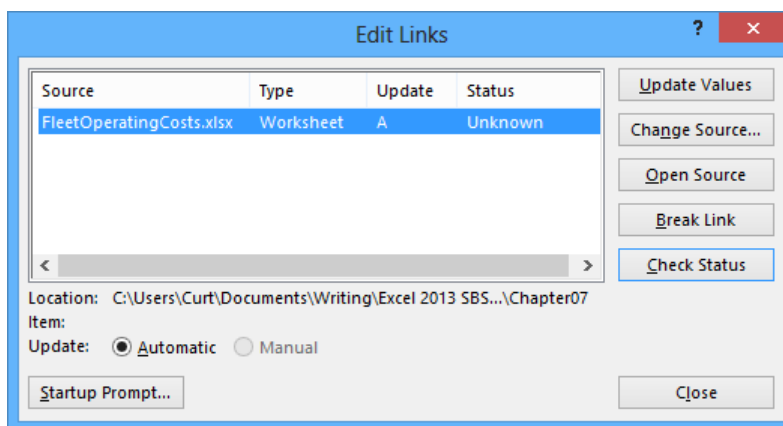 Edit Links
?
Source Type Update Status
FleetOperatingCosts.xlsx Worksheet A Unknown
Update Values
Change Source...
Open Source
Break Link
Check Status
Location: C:\Users\Curt\Documents\Writing\Excel 2013 SBS...\Chapter07
Item:
Update: Automatic Manual
Startup Prompt...
Close